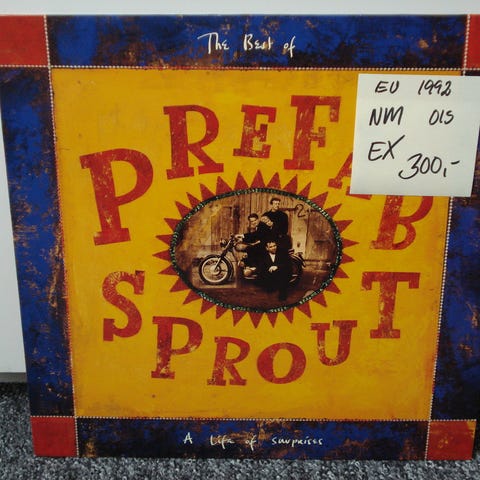 The Best of
PREFAB
SPROUT
A life of surprises
EU 1992
NM OIS
EX 300,-